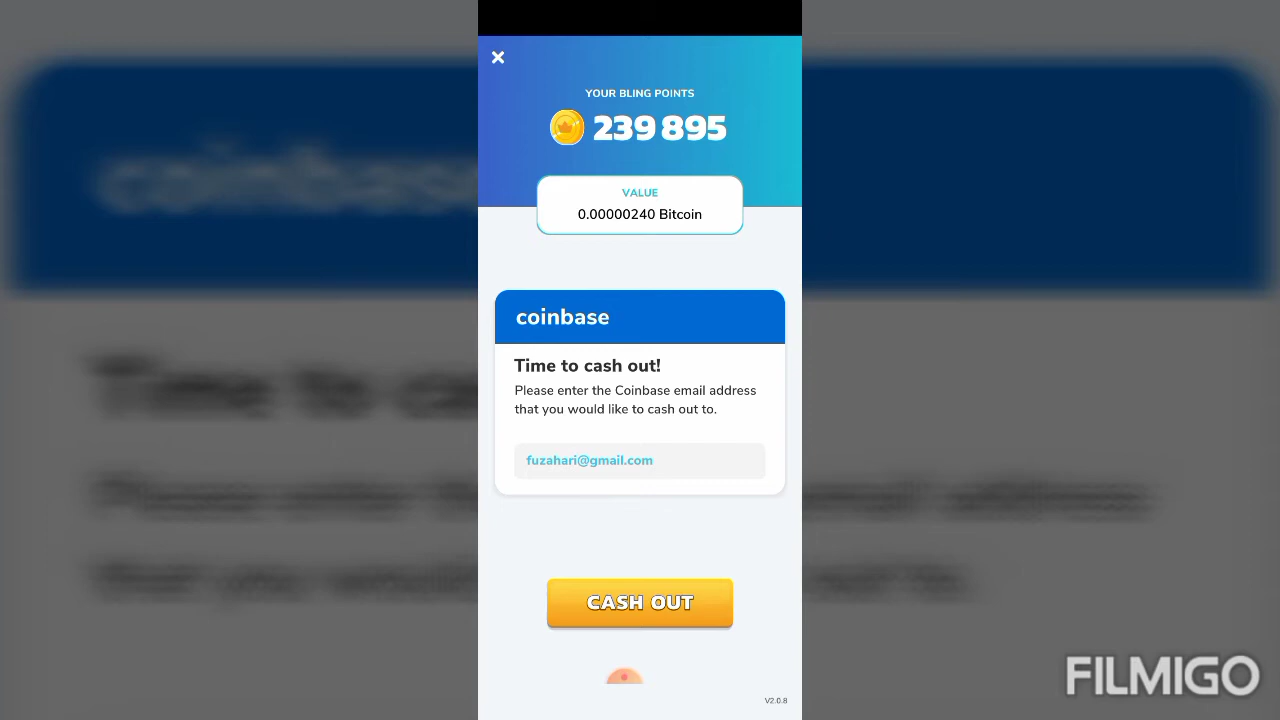 YOUR BLING POINTS
239 895
VALUE
0.00000240 Bitcoin
coinbase
Time to cash out!
Please enter the Coinbase email address
that you would like to cash out to.
fuzahari@gmail.com
CASH OUT
V2.0.8
FILMIGO